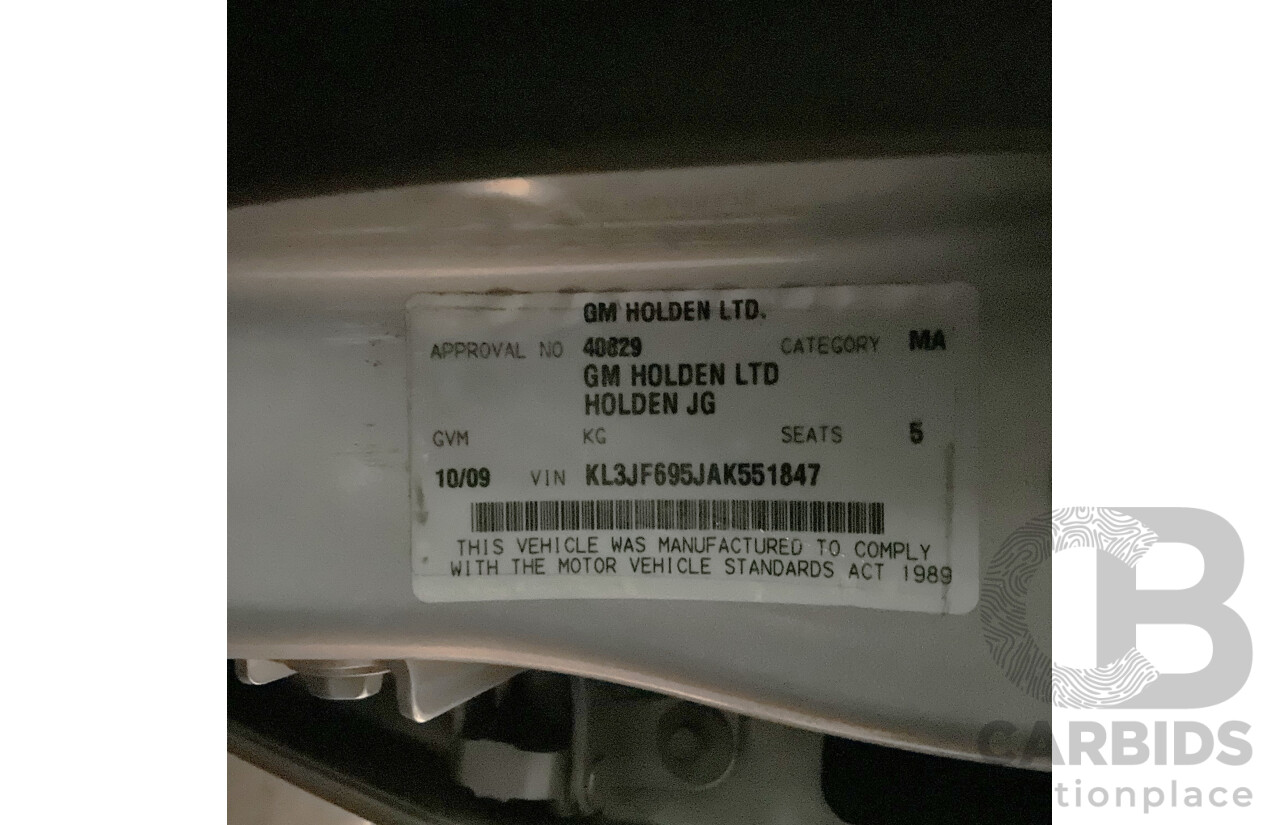 GM HOLDEN LTD.
APPROVAL NO 40829 CATEGORY MA
GM HOLDEN LTD
HOLDEN JG
GVM KG SEATS 5
10/09 VIN KL3JF695JAK551847
THIS VEHICLE WAS MANUFACTURED TO COMPLY
WITH THE MOTOR VEHICLE STANDARDS ACT 1989
CB
CARBIDS
tionplace